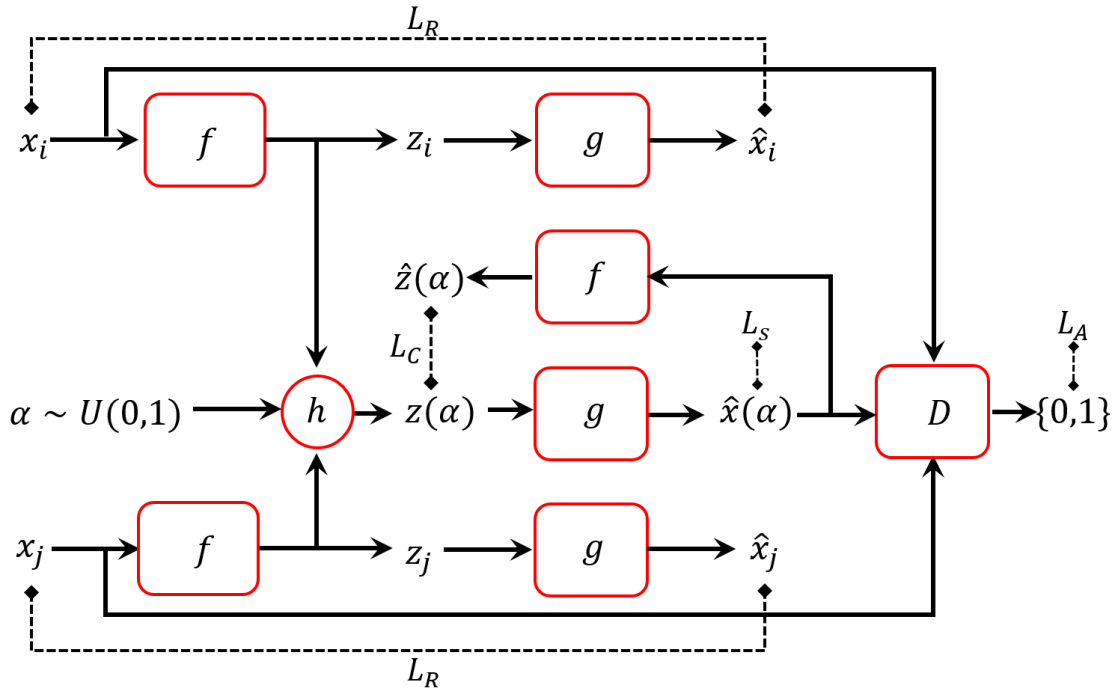 L_R
x_i f z_i g x̂_i
ẑ(α) f
L_C L_s L_A
α ~ U(0,1) h z(α) g x̂(α) D {0,1}
x_j f z_j g x̂_j
L_R